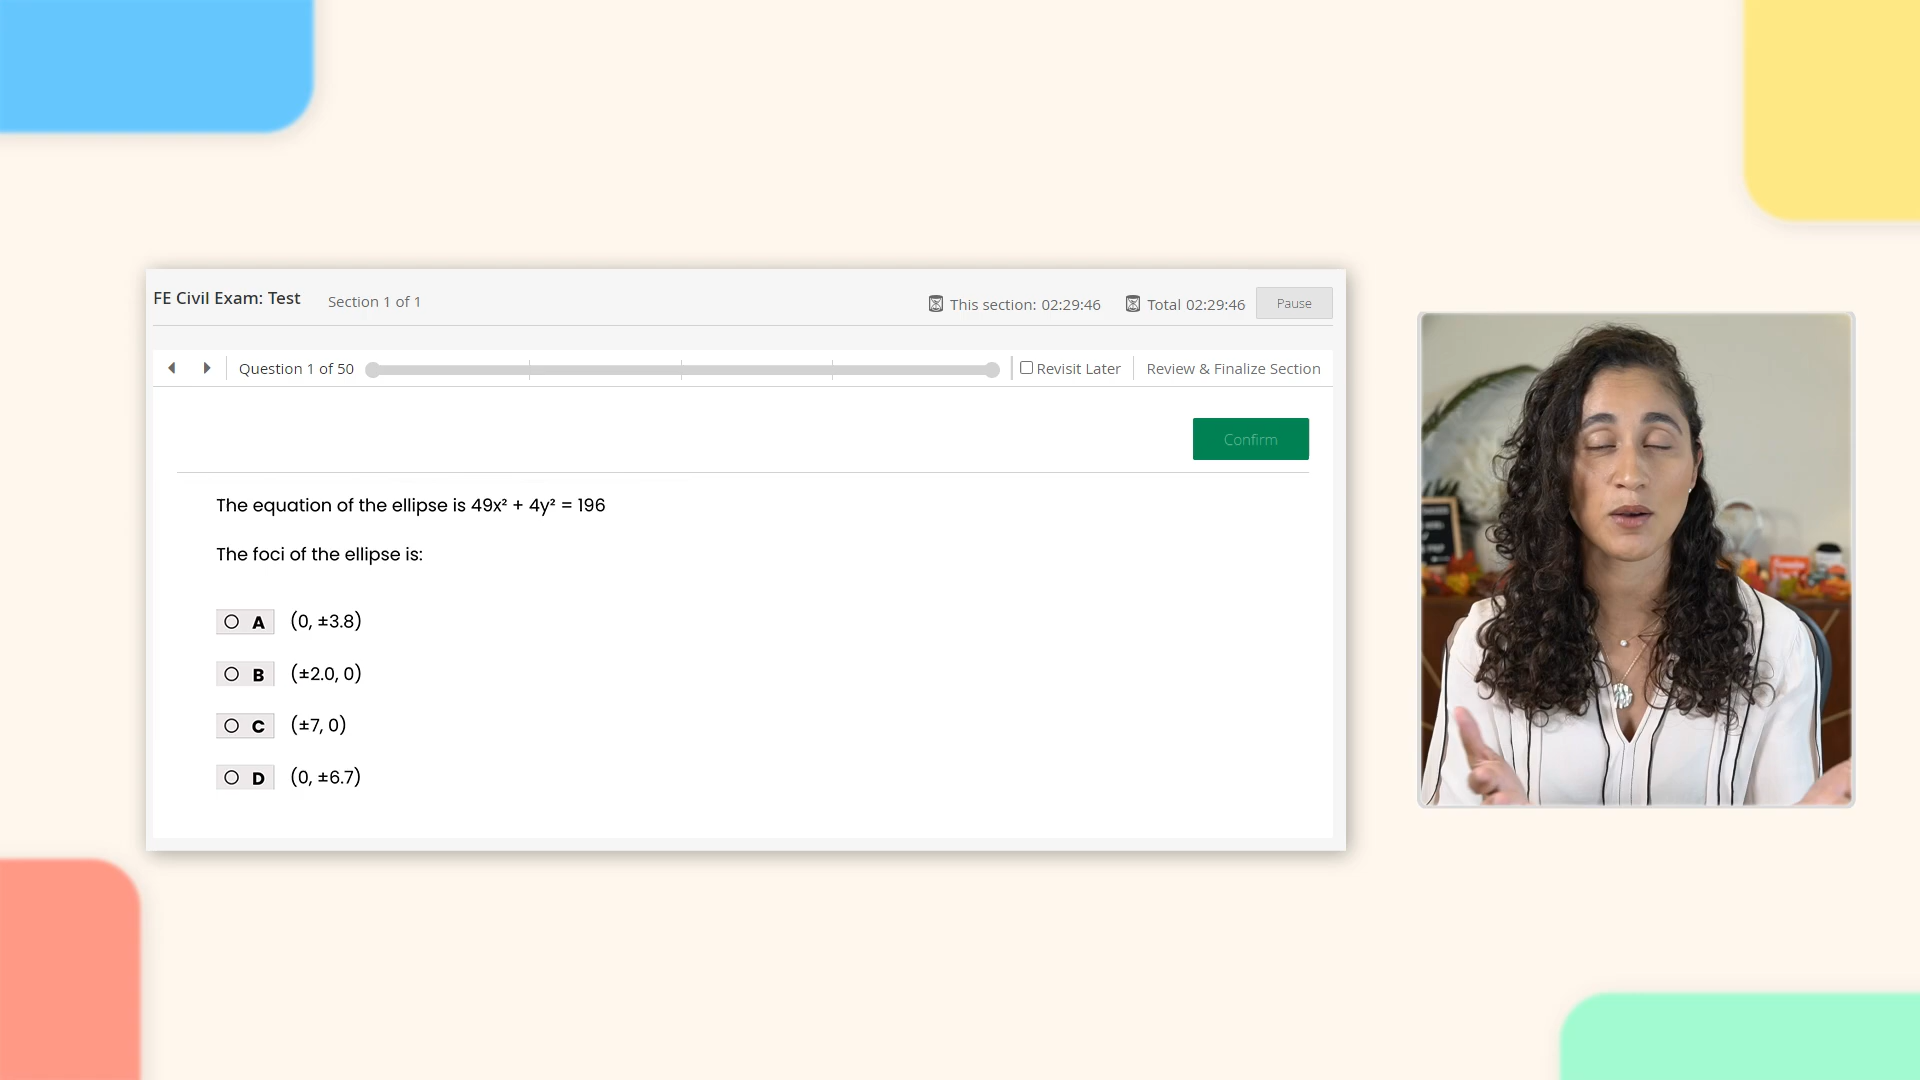 FE Civil Exam: Test
Section 1 of 1
This section: 02:29:46
Total 02:29:46
Pause
Question 1 of 50
Revisit Later
Review & Finalize Section
Confirm
The equation of the ellipse is 49x² + 4y² = 196
The foci of the ellipse is:
A (0, ±3.8)
B (±2.0, 0)
C (±7, 0)
D (0, ±6.7)